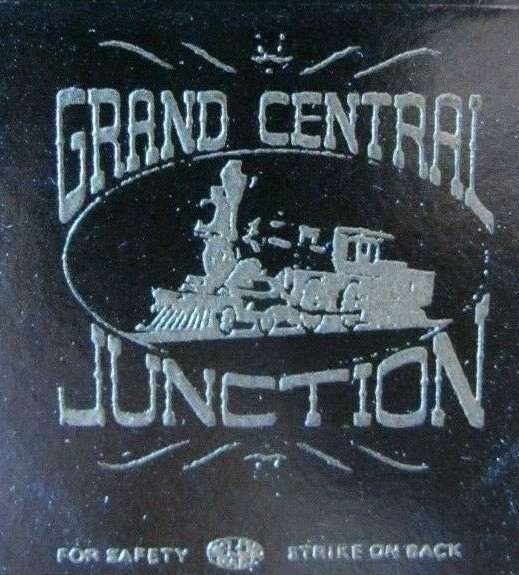 GRAND CENTRAL
JUNCTION
FOR SAFETY STRIKE ON BACK